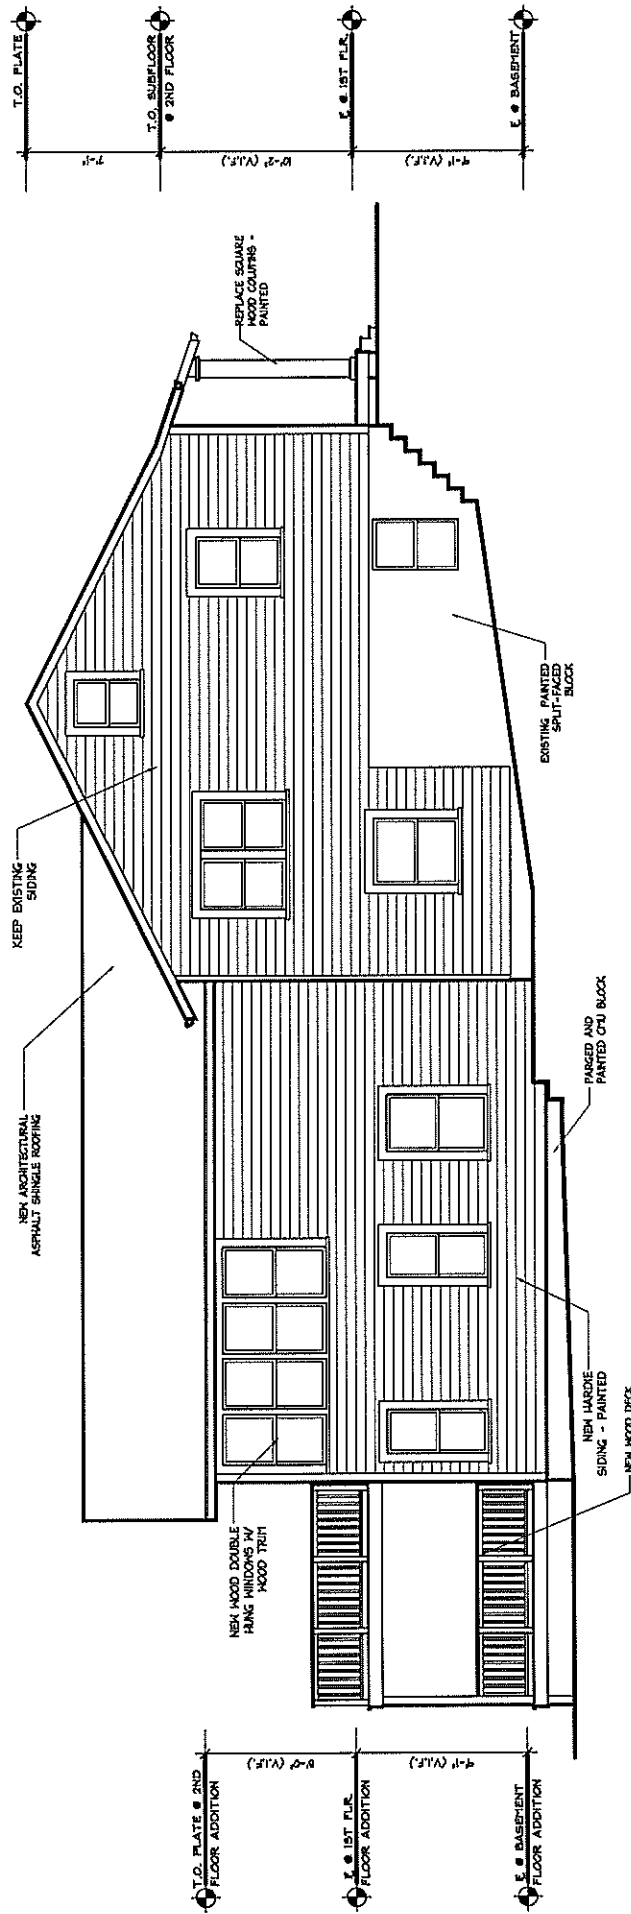 T.O. PLATE
T.O. SUBFLOOR
@ 2ND FLOOR
E @ 1ST FLR.
E @ BASEMENT
7'-1"
10'-2" (V.I.F.)
9'-1" (V.I.F.)
REPLACE SQUARE
WOOD COLUMNS -
PAINTED
KEEP EXISTING
SIDING
EXISTING PAINTED
SPLIT-FACED
BLOCK
NEW ARCHITECTURAL
ASPHALT SHINGLE ROOFING
PARGED AND
PAINTED CMU BLOCK
NEW HARDIE
SIDING - PAINTED
NEW WOOD DECK
NEW WOOD DOUBLE
HUNG WINDOWS W/
WOOD TRIM
T.O. PLATE @ 2ND
FLOOR ADDITION
E @ 1ST FLR.
FLOOR ADDITION
E @ BASEMENT
FLOOR ADDITION
8'-0" (V.I.F.)
9'-1" (V.I.F.)